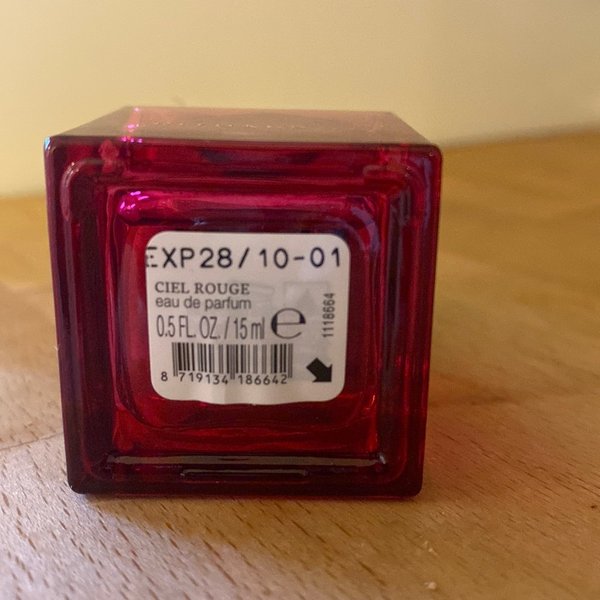 EXP28/10-01
CIEL ROUGE
eau de parfum
0.5 FL. OZ. / 15 ml e
1118664
8 719134 186642